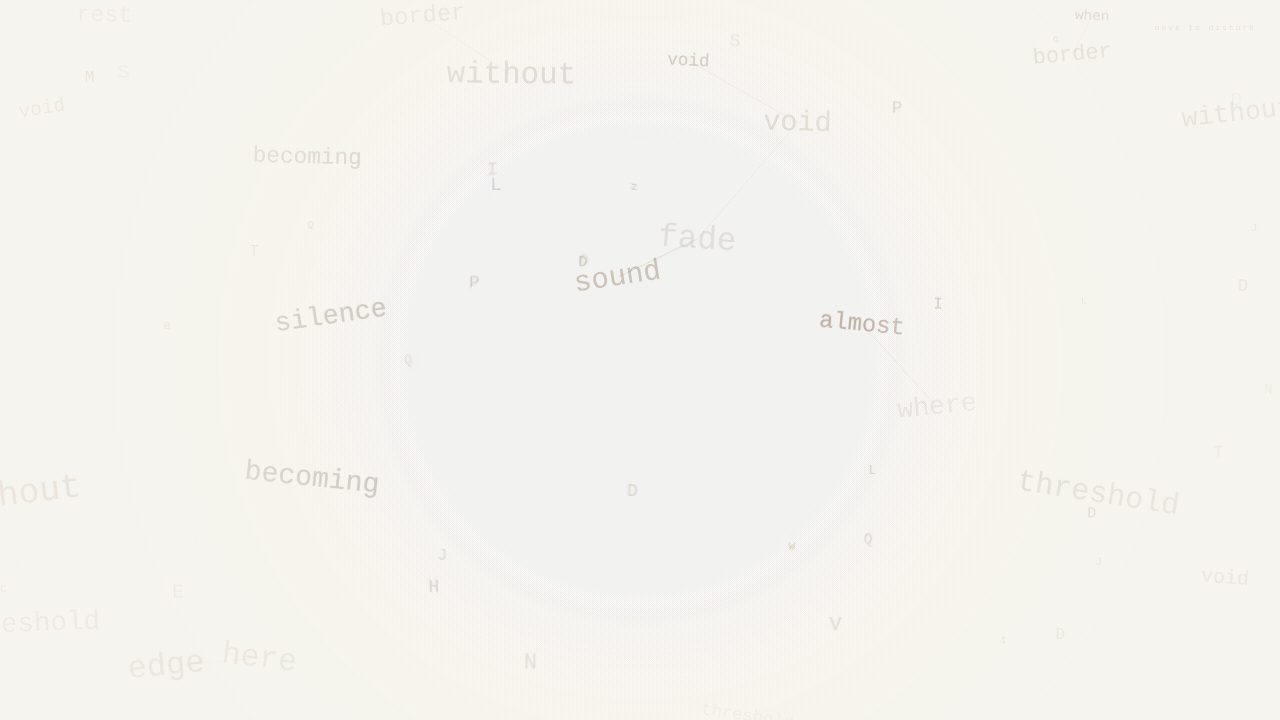 rest
border
when
S
void
border
without
M
S
void
P
void
withou
becoming
I
L
z
T
fade
D
sound
P
D
I
silence
almost
Q
where
becoming
L
D
T
threshold
hout
D
W
Q
J
H
E
void
eshold
V
D
here
edge
N
threshold